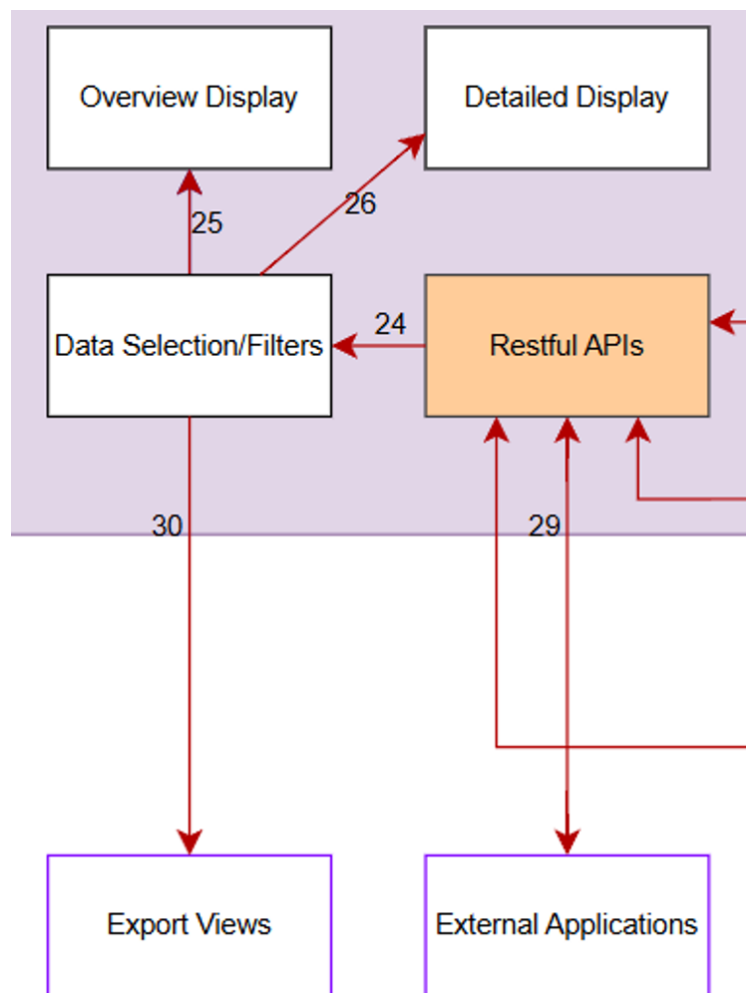 Overview Display
Detailed Display
25
26
Data Selection/Filters
24
Restful APIs
30
29
Export Views
External Applications